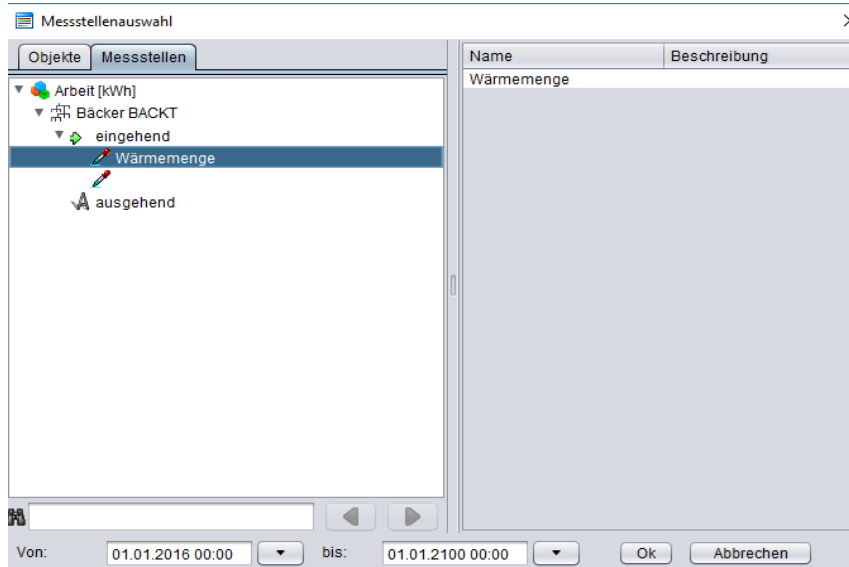 Messstellenauswahl
Objekte Messstellen
Name Beschreibung
Wärmemenge
Arbeit [kWh]
Bäcker BACKT
eingehend
Wärmemenge
ausgehend
Von: 01.01.2016 00:00 bis: 01.01.2100 00:00 Ok Abbrechen